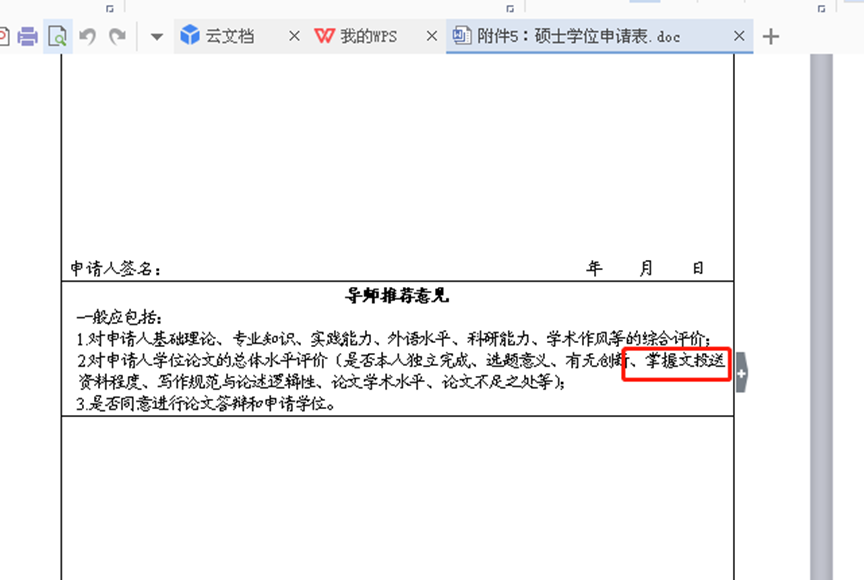 云文档 我的WPS 附件5：硕士学位申请表.doc
申请人签名： 年 月 日
导师推荐意见
一般应包括：
1.对申请人基础理论、专业知识、实践能力、外语水平、科研能力、学术作风等的综合评价；
2.对申请人学位论文的总体水平评价（是否本人独立完成、选题意义、有无创新、掌握文投送
资料程度、写作规范与论述逻辑性、论文学术水平、论文不足之处等）；
3.是否同意进行论文答辩和申请学位。